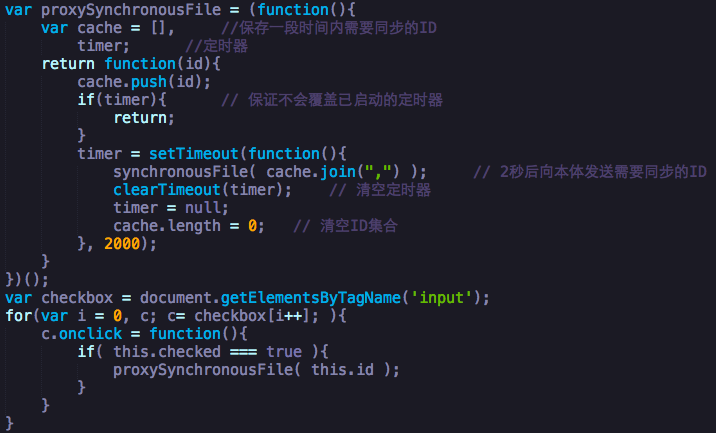 var proxySynchronousFile = (function(){
    var cache = [],     //保存一段时间内需要同步的ID
        timer;      //定时器
    return function(id){
        cache.push(id);
        if(timer){      // 保证不会覆盖已启动的定时器
            return;
        }
        timer = setTimeout(function(){
            synchronousFile( cache.join(",") );     // 2秒后向本体发送需要同步的ID
            clearTimeout(timer);    // 清空定时器
            timer = null;
            cache.length = 0;   // 清空ID集合
        }, 2000);
    }
})();
var checkbox = document.getElementsByTagName('input');
for(var i = 0, c; c= checkbox[i++]; ){
    c.onclick = function(){
        if( this.checked === true ){
            proxySynchronousFile( this.id );
        }
    }
}